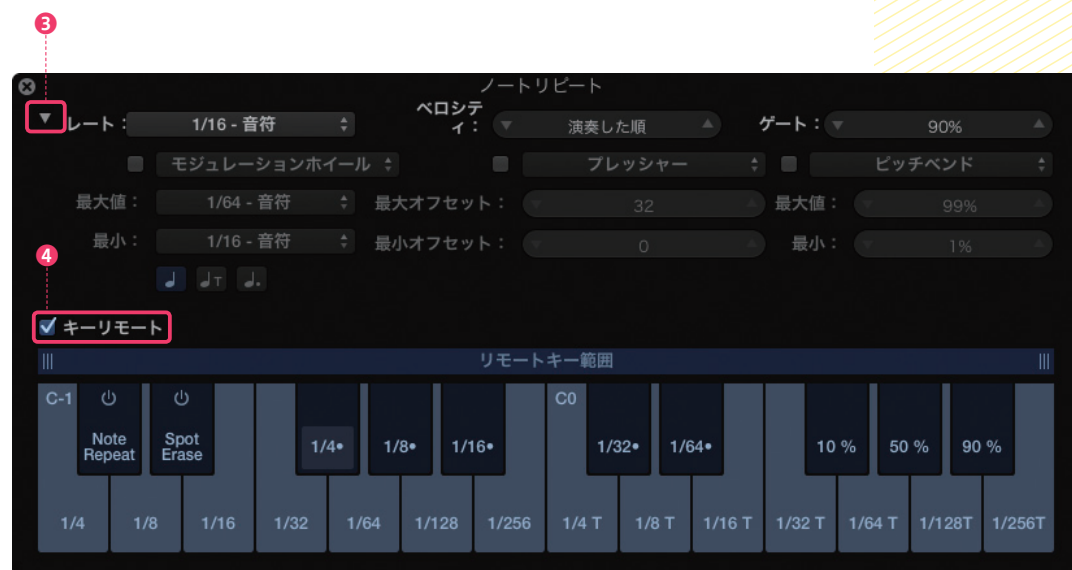 3
ノートリピート
レート：
1/16 - 音符
ベロシティ：
演奏した順
ゲート：
90%
モジュレーションホイール
プレッシャー
ピッチベンド
最大値：
1/64 - 音符
最大オフセット：
32
最大値：
99%
最小：
1/16 - 音符
最小オフセット：
0
最小：
1%
T
4
キーリモート
リモートキー範囲
C-1
C0
Note
Repeat
Spot
Erase
1/4•
1/8•
1/16•
1/32•
1/64•
10 %
50 %
90 %
1/4
1/8
1/16
1/32
1/64
1/128
1/256
1/4 T
1/8 T
1/16 T
1/32 T
1/64 T
1/128T
1/256T